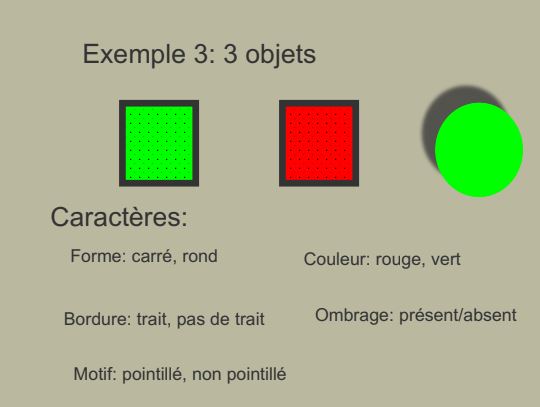 Exemple 3: 3 objets
Caractères:
Forme: carré, rond
Couleur: rouge, vert
Bordure: trait, pas de trait
Ombrage: présent/absent
Motif: pointillé, non pointillé